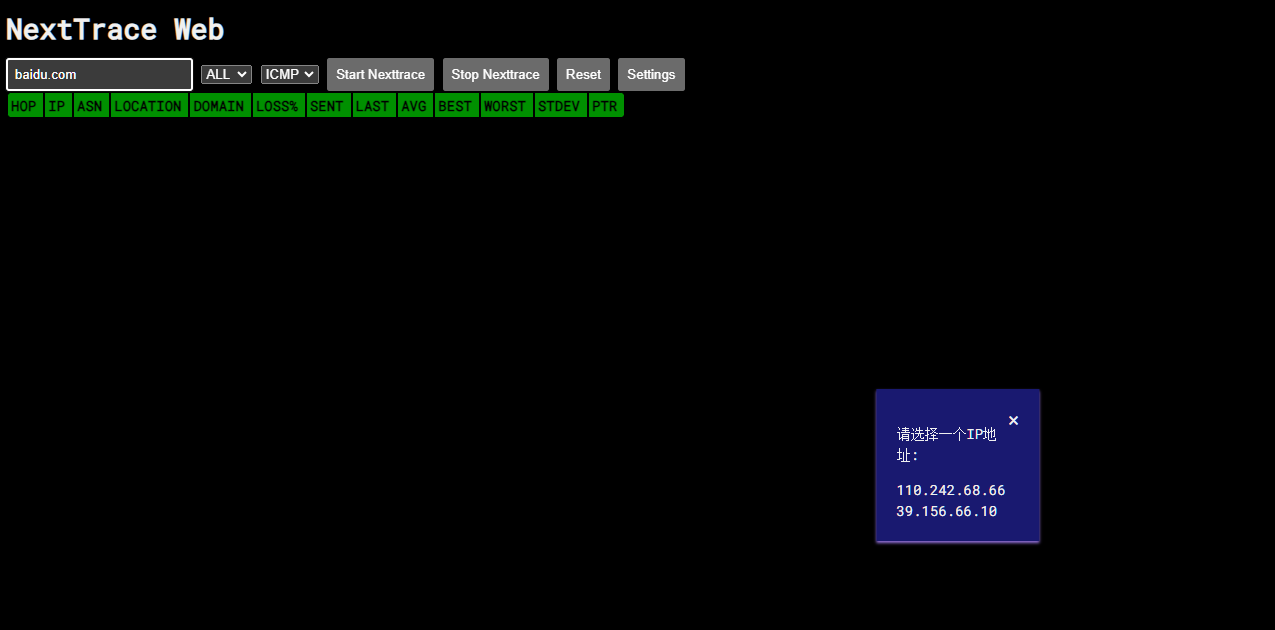 NextTrace Web
baidu.com ALL ICMP Start Nexttrace Stop Nexttrace Reset Settings
HOP IP ASN LOCATION DOMAIN LOSS% SENT LAST AVG BEST WORST STDEV PTR
×
请选择一个IP地
址:
110.242.68.66
39.156.66.10